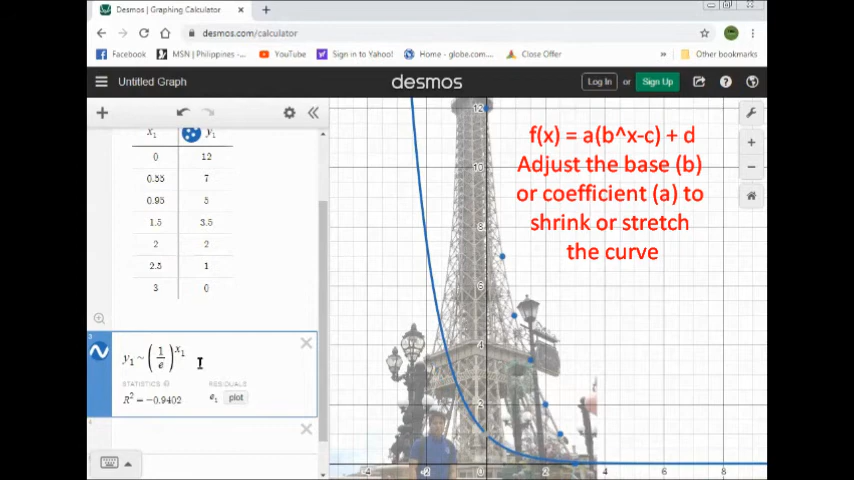 Desmos | Graphing Calculator
desmos.com/calculator
Facebook
MSN | Philippines -
YouTube
Sign in to Yahoo!
Home - globe.com...
Close Offer
»
Other bookmarks
Untitled Graph
desmos
Log In
or
Sign Up
x₁ y₁
0 12
0.55 7
0.95 5
1.5 3.5
2 2
2.5 1
3 0
3
y₁ ~ (1/e)^x₁
STATISTICS
RESIDUALS
R² = -0.9402
e₁ plot
4
f(x) = a(b^x-c) + d
Adjust the base (b)
or coefficient (a) to
shrink or stretch
the curve
12
10
8
6
4
2
-4 -2 0 2 4 6 8